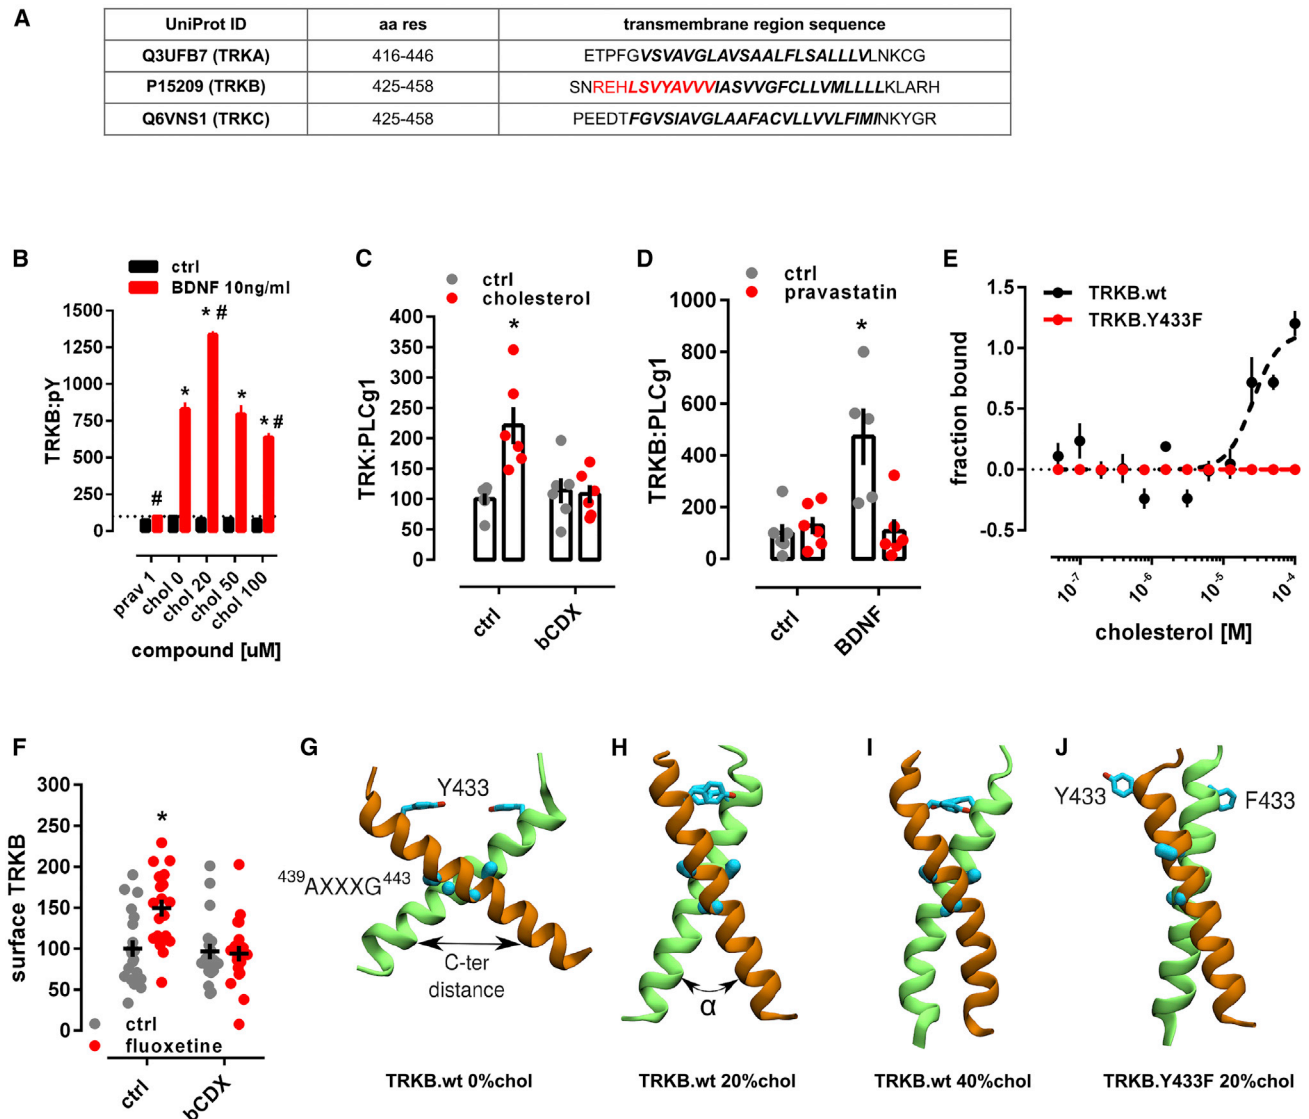 A
UniProt ID aa res transmembrane region sequence
Q3UFB7 (TRKA) 416-446 ETPFGVSVAVGLAVSAALFLSALLLVLNKCG
P15209 (TRKB) 425-458 SNREHLSVYAVVVIASVVGFCLLVMLLLLKLARH
Q6VNS1 (TRKC) 425-458 PEEDTFGVSIAVGLAAFACVLLVVLFIMINKYGR
B
ctrl
BDNF 10ng/ml
TRKB:pY
1500
1250
1000
750
500
250
0
#
*
* #
*
* #
prav 1
chol 0
chol 20
chol 50
chol 100
compound [uM]
C
ctrl
cholesterol
TRK:PLCg1
400
350
300
250
200
150
100
50
0
*
ctrl
bCDX
D
ctrl
pravastatin
TRKB:PLCg1
1000
800
600
400
200
0
*
ctrl
BDNF
E
TRKB.wt
TRKB.Y433F
fraction bound
1.5
1.0
0.5
0.0
-0.5
10-7
10-6
10-5
10-4
cholesterol [M]
F
surface TRKB
300
250
200
150
100
50
0
*
ctrl
fluoxetine
ctrl
bCDX
G
Y433
439AXXXG443
C-ter
distance
TRKB.wt 0%chol
H
α
TRKB.wt 20%chol
I
TRKB.wt 40%chol
J
Y433
F433
TRKB.Y433F 20%chol